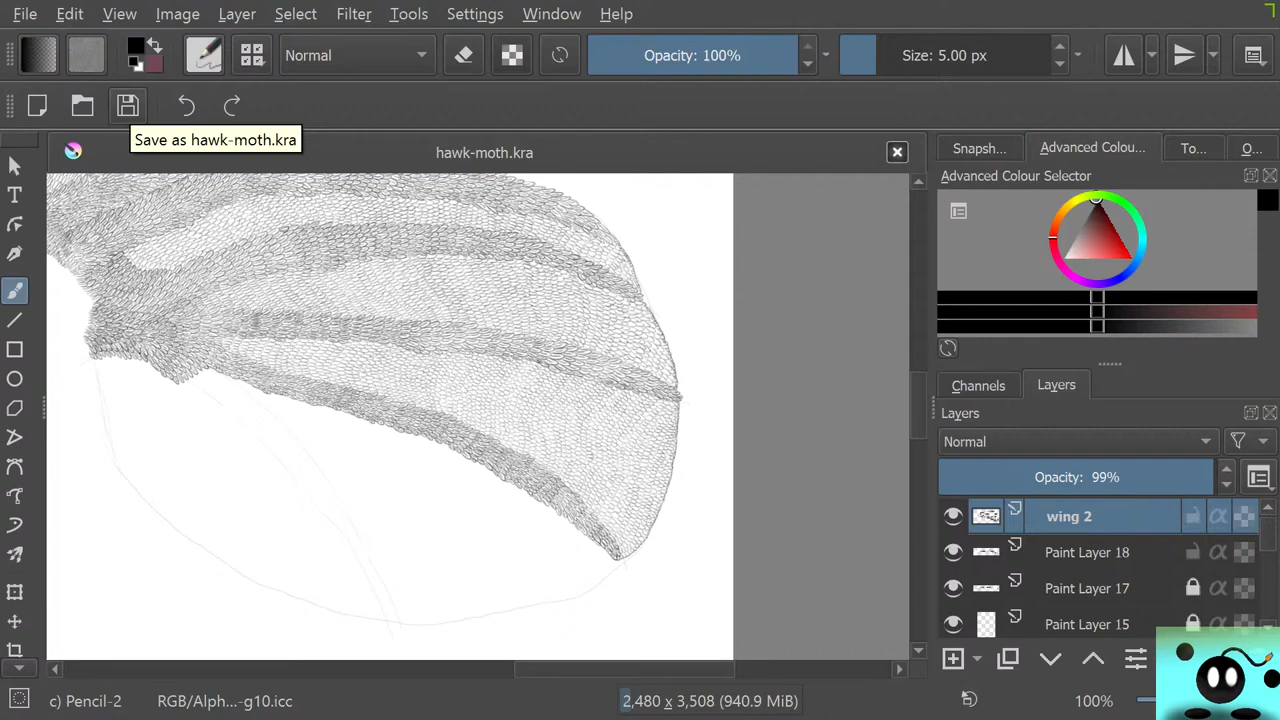 File Edit View Image Layer Select Filter Tools Settings Window Help
Normal Opacity: 100% Size: 5.00 px
Save as hawk-moth.kra
hawk-moth.kra
Snapsh... Advanced Colou... To... O...
Advanced Colour Selector
Channels Layers
Layers
Normal
Opacity: 99%
wing 2
Paint Layer 18
Paint Layer 17
Paint Layer 15
c) Pencil-2 RGB/Alph...-g10.icc 2,480 x 3,508 (940.9 MiB) 100%